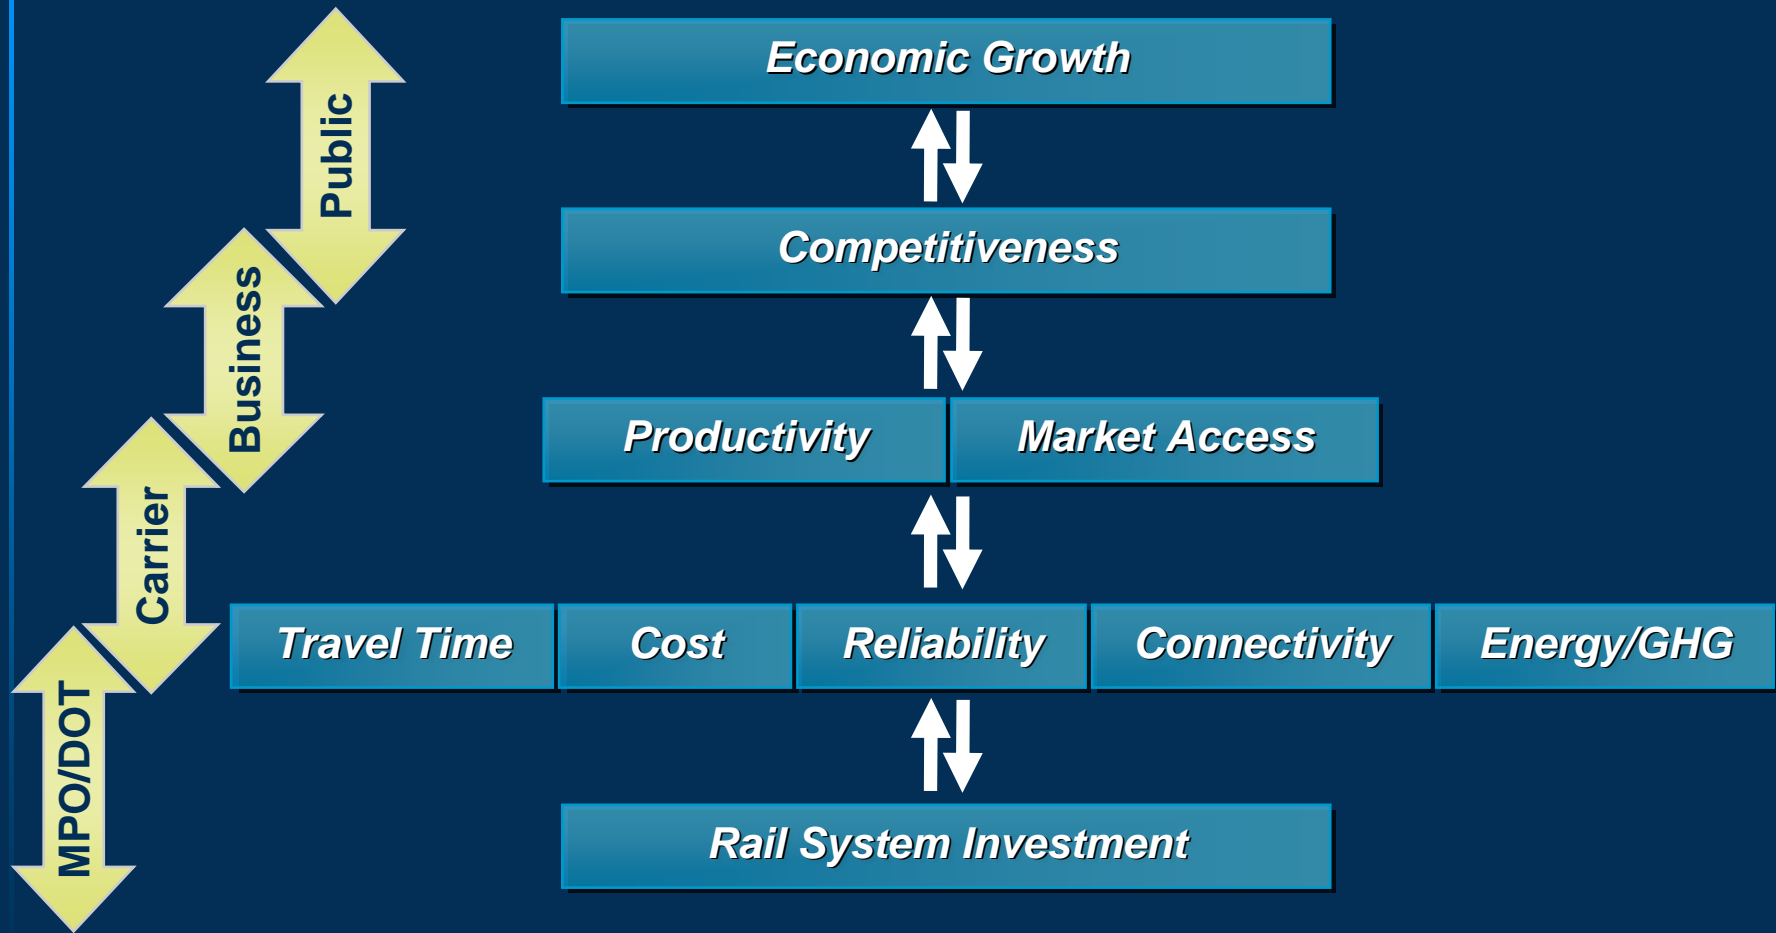 Economic Growth
Public
Competitiveness
Business
Productivity
Market Access
Carrier
Travel Time
Cost
Reliability
Connectivity
Energy/GHG
MPO/DOT
Rail System Investment